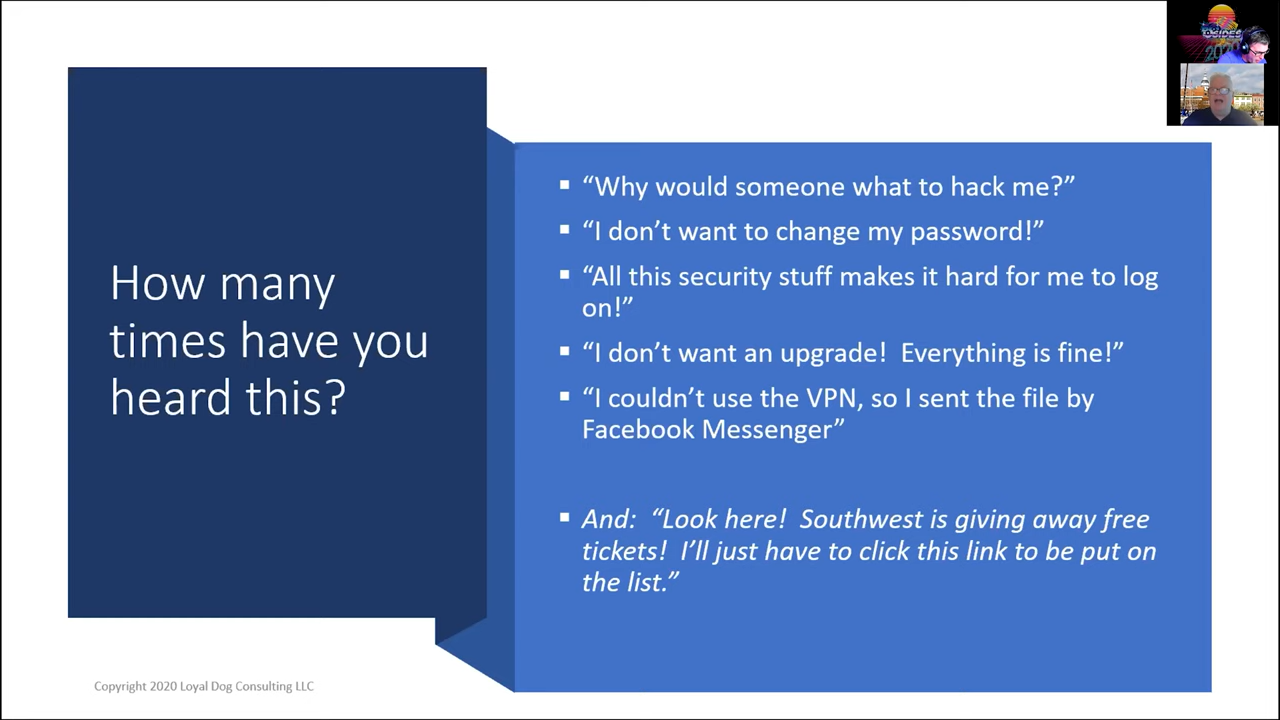 BSIDES
2020
How many
times have you
heard this?
▪ “Why would someone what to hack me?”
▪ “I don’t want to change my password!”
▪ “All this security stuff makes it hard for me to log
on!”
▪ “I don’t want an upgrade!  Everything is fine!”
▪ “I couldn’t use the VPN, so I sent the file by
Facebook Messenger”
▪ And:  “Look here!  Southwest is giving away free
tickets!  I’ll just have to click this link to be put on
the list.”
Copyright 2020 Loyal Dog Consulting LLC